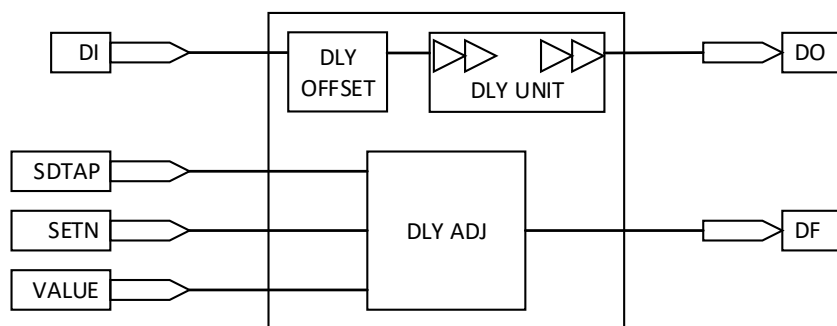 DI
DLY
OFFSET
DLY UNIT
DO
SDTAP
SETN
DLY ADJ
DF
VALUE